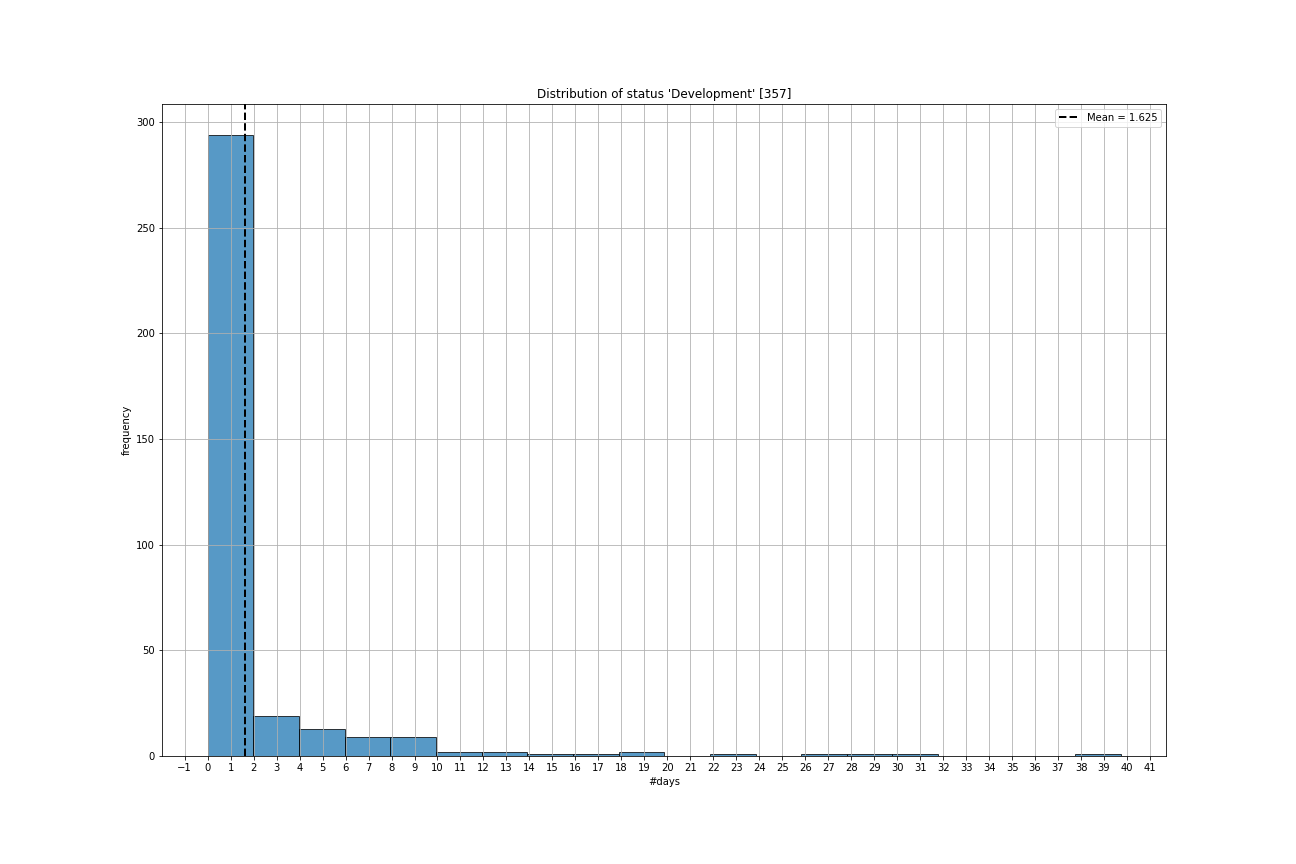 Distribution of status 'Development' [357]
Mean = 1.625
300
250
200
150
100
50
0
frequency
−1 0 1 2 3 4 5 6 7 8 9 10 11 12 13 14 15 16 17 18 19 20 21 22 23 24 25 26 27 28 29 30 31 32 33 34 35 36 37 38 39 40 41
#days